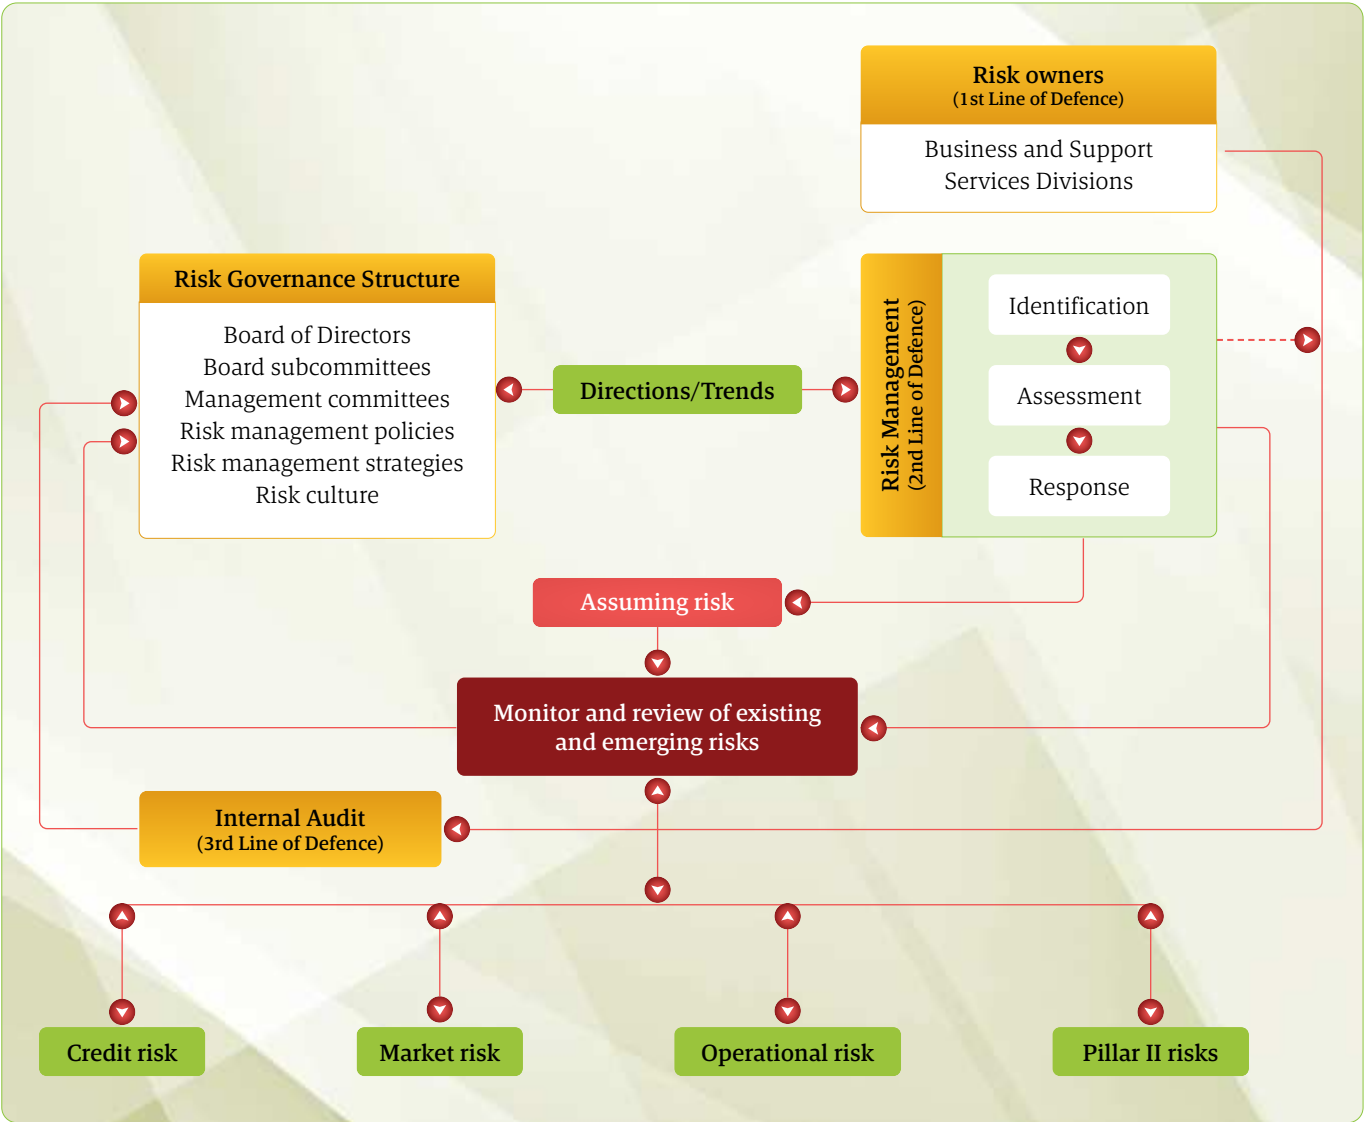 Risk owners
(1st Line of Defence)
Business and Support
Services Divisions
Risk Governance Structure
Board of Directors
Board subcommittees
Management committees
Risk management policies
Risk management strategies
Risk culture
Directions/Trends
Risk Management
(2nd Line of Defence)
Identification
Assessment
Response
Assuming risk
Monitor and review of existing
and emerging risks
Internal Audit
(3rd Line of Defence)
Credit risk
Market risk
Operational risk
Pillar II risks